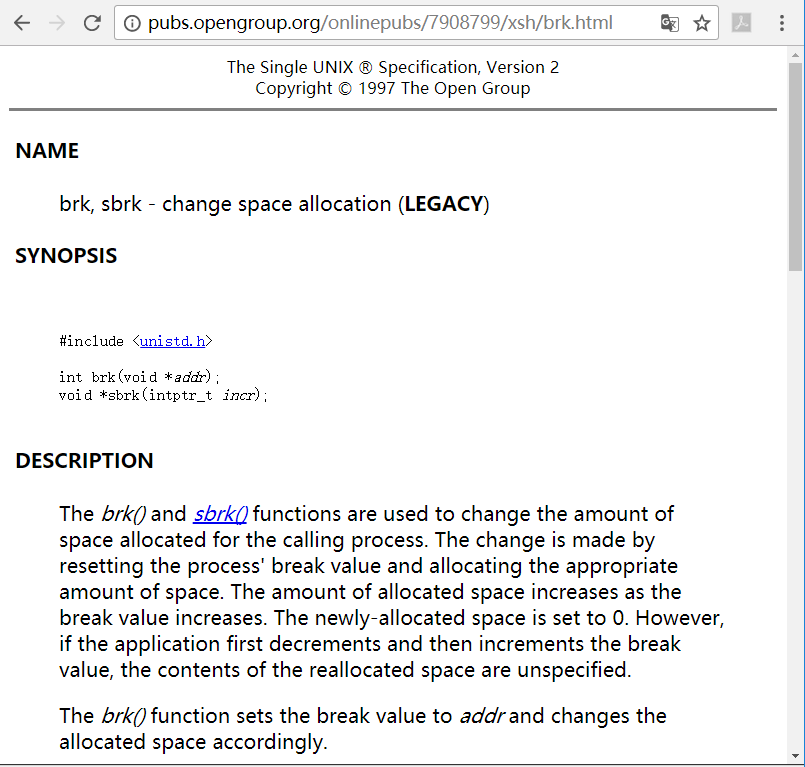 pubs.opengroup.org/onlinepubs/7908799/xsh/brk.html
The Single UNIX ® Specification, Version 2
Copyright © 1997 The Open Group
NAME
brk, sbrk - change space allocation (LEGACY)
SYNOPSIS
#include <unistd.h>
int brk(void *addr);
void *sbrk(intptr_t incr);
DESCRIPTION
The brk() and sbrk() functions are used to change the amount of
space allocated for the calling process. The change is made by
resetting the process' break value and allocating the appropriate
amount of space. The amount of allocated space increases as the
break value increases. The newly-allocated space is set to 0. However,
if the application first decrements and then increments the break
value, the contents of the reallocated space are unspecified.
The brk() function sets the break value to addr and changes the
allocated space accordingly.